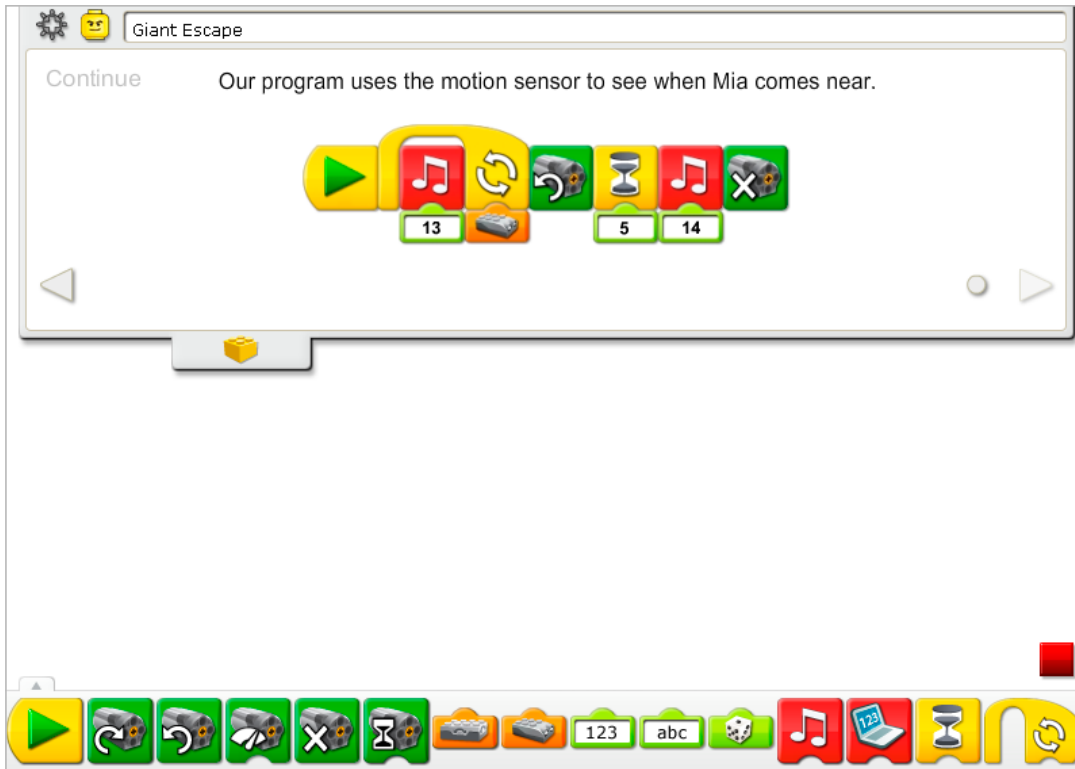 Giant Escape
Continue
Our program uses the motion sensor to see when Mia comes near.
13
5
14
123
abc
123